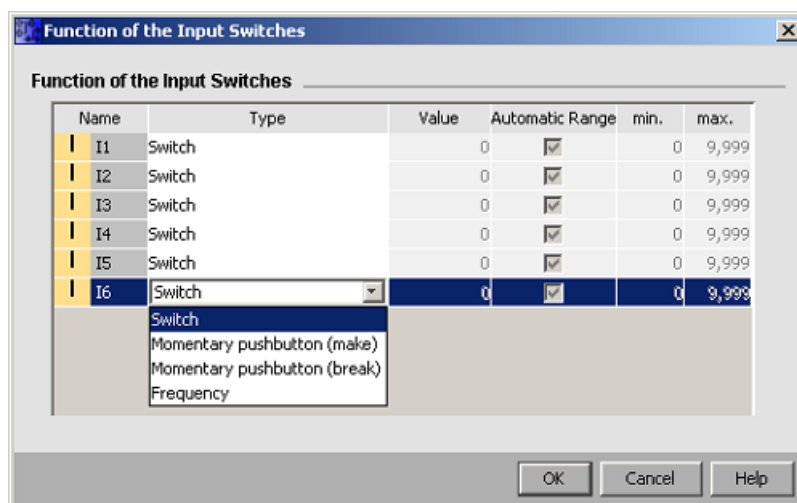 Function of the Input Switches
Function of the Input Switches
Name Type Value Automatic Range min. max.
I I1 Switch 0 0 9,999
I I2 Switch 0 0 9,999
I I3 Switch 0 0 9,999
I I4 Switch 0 0 9,999
I I5 Switch 0 0 9,999
I I6 Switch 0 0 9,999
Switch
Momentary pushbutton (make)
Momentary pushbutton (break)
Frequency
OK Cancel Help